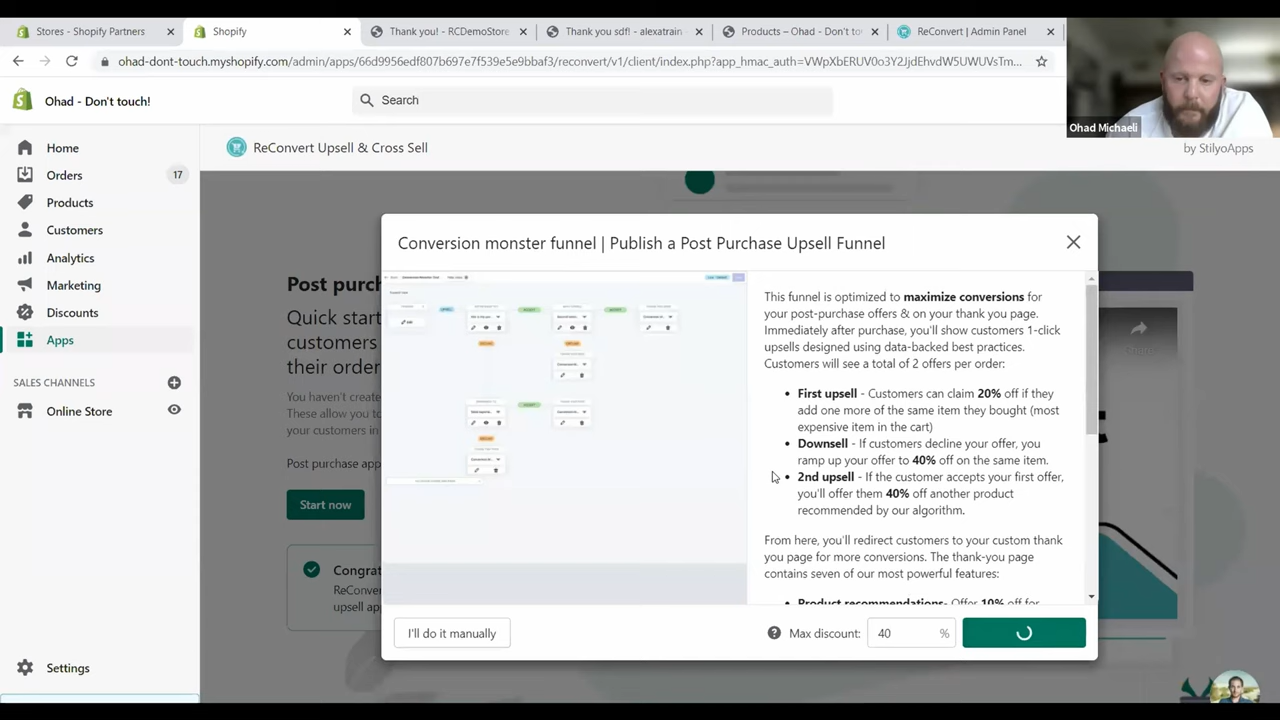 Stores · Shopify Partners
Shopify
Thank you! - RCDemoStore
Thank you sdf! - alexatrain
Products – Ohad - Don't to
ReConvert | Admin Panel
ohad-dont-touch.myshopify.com/admin/apps/66d9956edf807b697e7f539e5e9bbaf3/reconvert/v1/client/index.php?app_hmac_auth=VWpXbERUV0o3Y2JjdEhvdW5UWUVsTm...
Ohad - Don't touch!
Search
Ohad Michaeli
Home
Orders
17
Products
Customers
Analytics
Marketing
Discounts
Apps
SALES CHANNELS
Online Store
Settings
ReConvert Upsell & Cross Sell
by StilyoApps
Post purc
Quick start
customers
their order
You haven't create
These allow you to
customers in
Post purchase app
Start now
Congrat
ReConve
upsell ap
Conversion monster funnel | Publish a Post Purchase Upsell Funnel
This funnel is optimized to maximize conversions for
your post-purchase offers & on your thank you page.
Immediately after purchase, you'll show customers 1-click
upsells designed using data-backed best practices.
Customers will see a total of 2 offers per order:
• First upsell - Customers can claim 20% off if they
add one more of the same item they bought (most
expensive item in the cart)
• Downsell - If customers decline your offer, you
ramp up your offer to 40% off on the same item.
• 2nd upsell - If the customer accepts your first offer,
you'll offer them 40% off another product
recommended by our algorithm.
From here, you'll redirect customers to your custom thank
you page for more conversions. The thank-you page
contains seven of our most powerful features:
• Product recommendations- Offer 10% off for
I'll do it manually
Max discount:
40
%